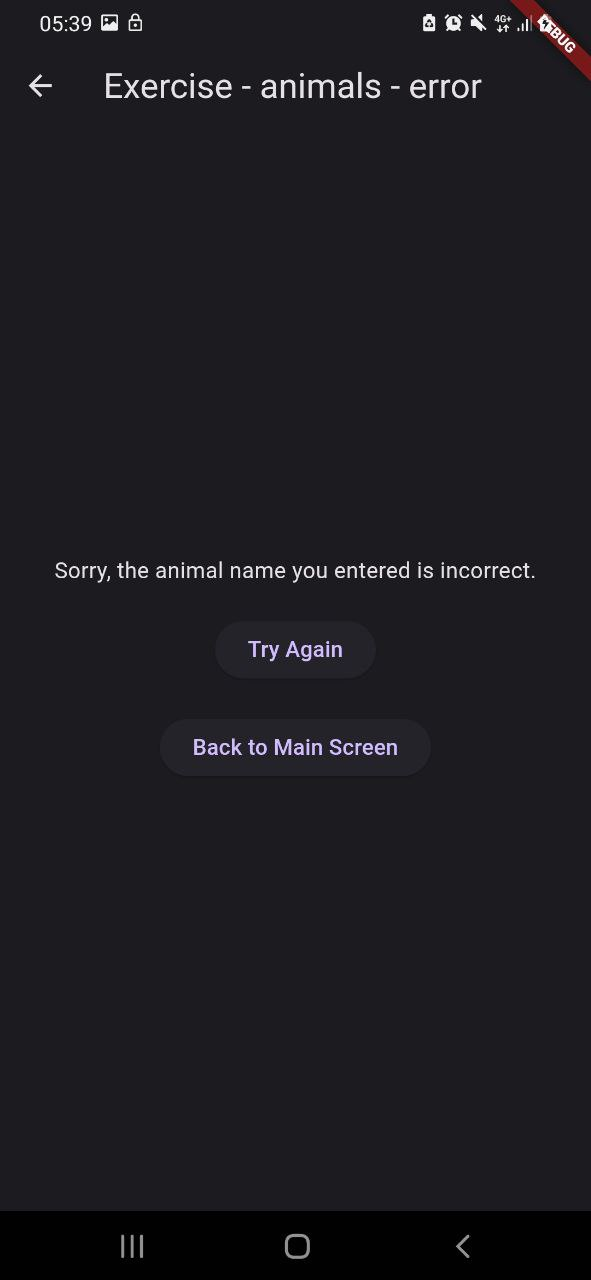 05:39
4G+
Exercise - animals - error
Sorry, the animal name you entered is incorrect.
Try Again
Back to Main Screen